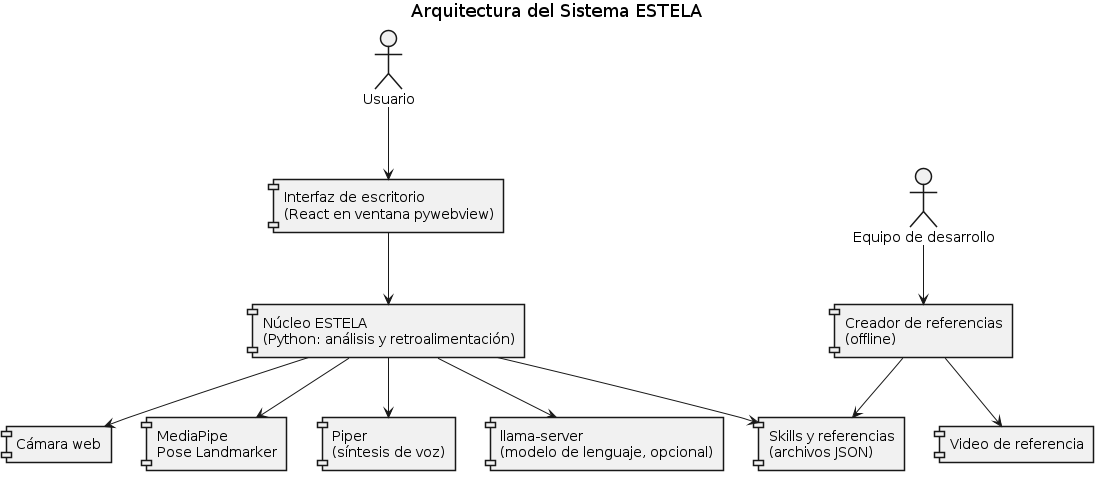 Arquitectura del Sistema ESTELA
Usuario
Interfaz de escritorio
(React en ventana pywebview)
Equipo de desarrollo
Núcleo ESTELA
(Python: análisis y retroalimentación)
Creador de referencias
(offline)
Cámara web
MediaPipe
Pose Landmarker
Piper
(síntesis de voz)
llama-server
(modelo de lenguaje, opcional)
Skills y referencias
(archivos JSON)
Video de referencia